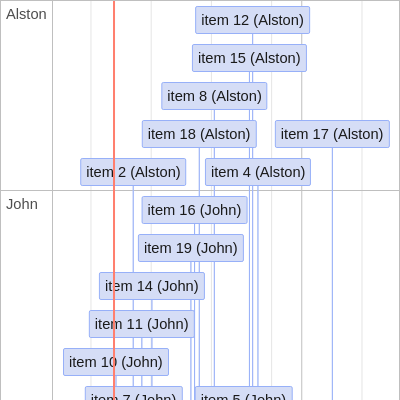 Alston
item 12 (Alston)
item 15 (Alston)
item 8 (Alston)
item 18 (Alston)
item 17 (Alston)
item 2 (Alston)
item 4 (Alston)
John
item 16 (John)
item 19 (John)
item 14 (John)
item 11 (John)
item 10 (John)
item 7 (John)
item 5 (John)